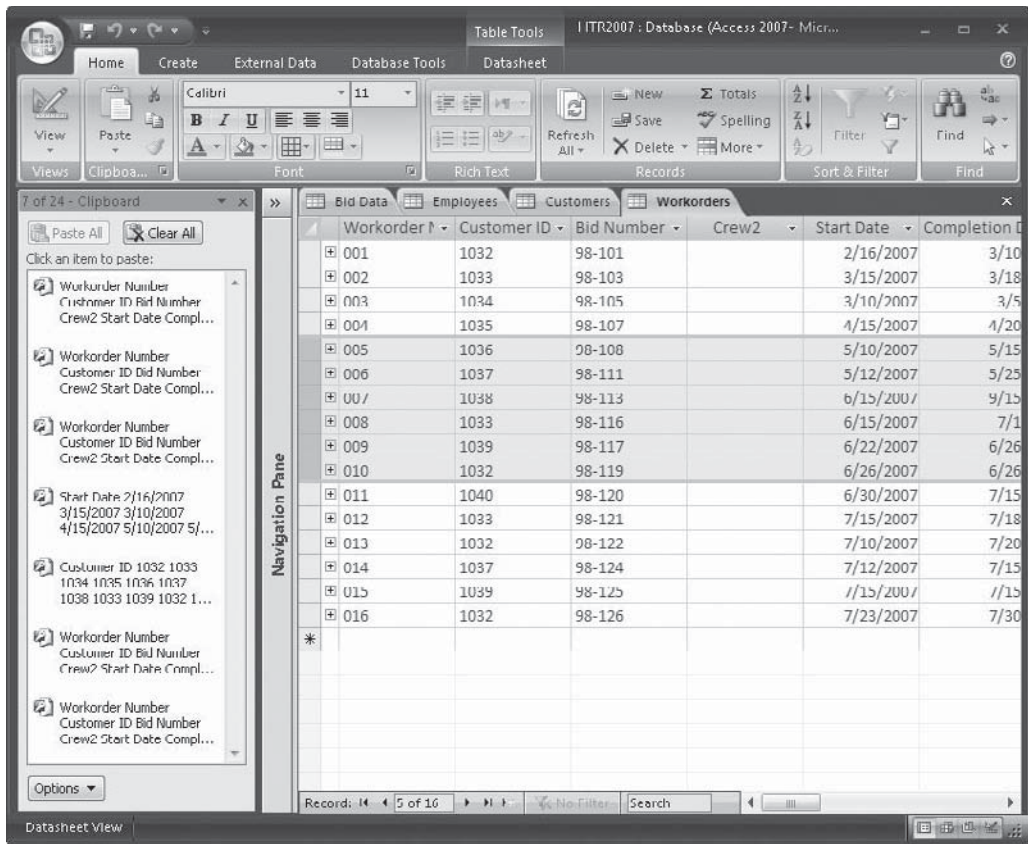 Table Tools
HTR2007 : Database (Access 2007- Micr...
Home Create External Data Database Tools Datasheet
Calibri 11
New Σ Totals
B I U
Save Spelling
View Paste
Refresh All
Delete More
Filter
Find
Views Clipboa... Font Rich Text Records Sort & Filter Find
7 of 24 - Clipboard
Paste All Clear All
Click an item to paste:
Workorder Number
Customer ID Bid Number
Crew2 Start Date Compl...
Workorder Number
Customer ID Bid Number
Crew2 Start Date Compl...
Workorder Number
Customer ID Bid Number
Crew2 Start Date Compl...
Start Date 2/16/2007
3/15/2007 3/10/2007
4/15/2007 5/10/2007 5/...
Customer ID 1032 1033
1034 1035 1036 1037
1038 1033 1039 1032 1...
Workorder Number
Customer ID Bid Number
Crew2 Start Date Compl...
Workorder Number
Customer ID Bid Number
Crew2 Start Date Compl...
Options
Navigation Pane
Bid Data Employees Customers Workorders
Workorder N Customer ID Bid Number Crew2 Start Date Completion D
001 1032 98-101 2/16/2007 3/10
002 1033 98-103 3/15/2007 3/18
003 1034 98-105 3/10/2007 3/5
004 1035 98-107 4/15/2007 4/20
005 1036 98-108 5/10/2007 5/15
006 1037 98-111 5/12/2007 5/25
007 1038 98-113 6/15/2007 9/15
008 1033 98-116 6/15/2007 7/1
009 1039 98-117 6/22/2007 6/26
010 1032 98-119 6/26/2007 6/26
011 1040 98-120 6/30/2007 7/15
012 1033 98-121 7/15/2007 7/18
013 1032 98-122 7/10/2007 7/20
014 1037 98-124 7/12/2007 7/15
015 1039 98-125 7/15/2007 7/15
016 1032 98-126 7/23/2007 7/30
Record: 5 of 16 No Filter Search
Datasheet View